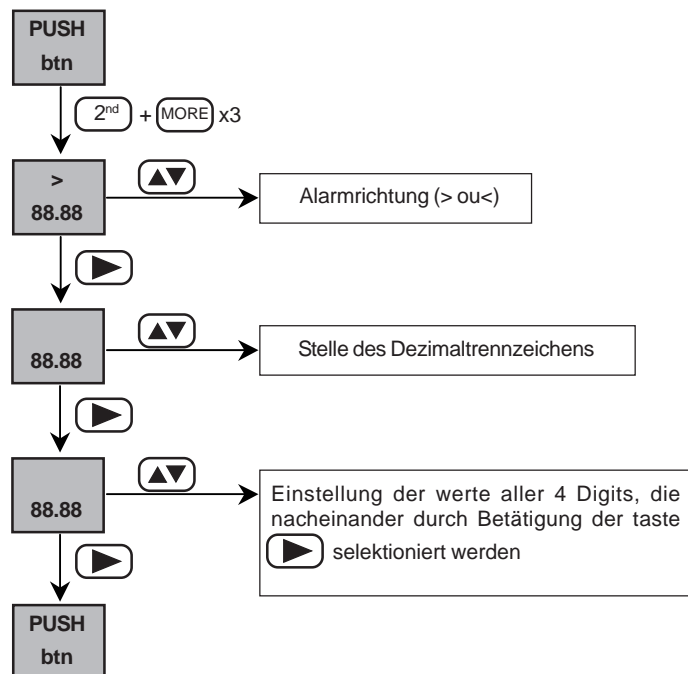 PUSH
btn
2nd + MORE x3
>
88.88
Alarmrichtung (> ou<)
88.88
Stelle des Dezimaltrennzeichens
88.88
Einstellung der werte aller 4 Digits, die
nacheinander durch Betätigung der taste
selektioniert werden
PUSH
btn